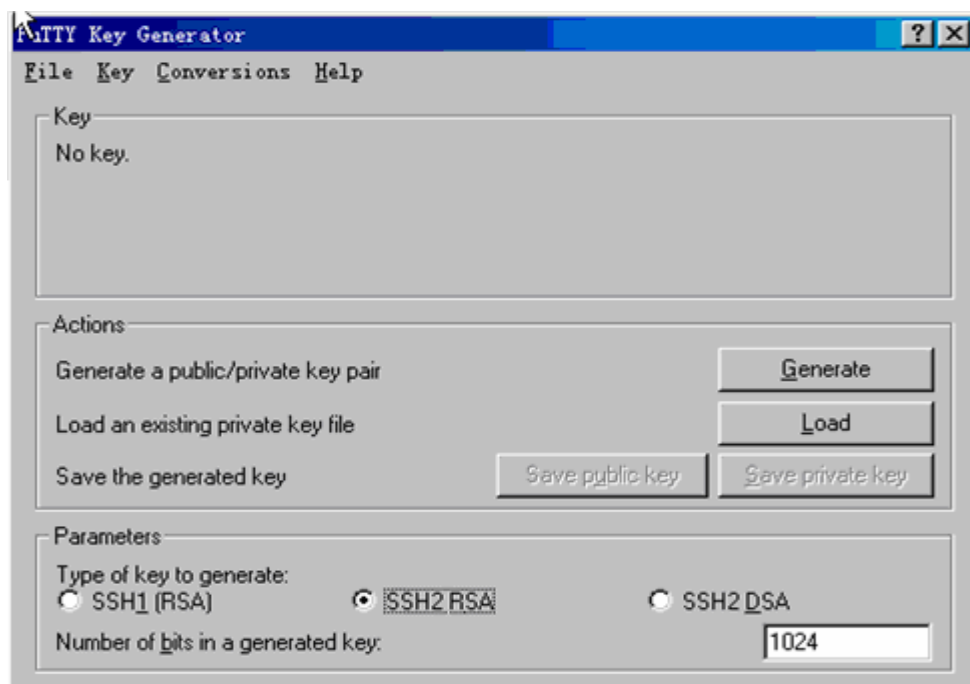 PuTTY Key Generator
File Key Conversions Help
Key
No key.
Actions
Generate a public/private key pair
Generate
Load an existing private key file
Load
Save the generated key
Save public key
Save private key
Parameters
Type of key to generate:
SSH1 (RSA) SSH2 RSA SSH2 DSA
Number of bits in a generated key:
1024